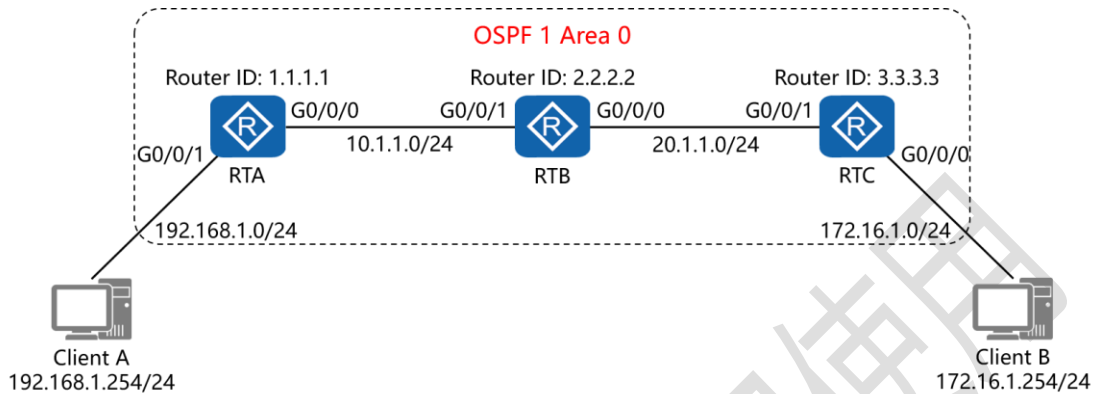 OSPF 1 Area 0
Router ID: 1.1.1.1
Router ID: 2.2.2.2
Router ID: 3.3.3.3
G0/0/0
G0/0/1
G0/0/0
G0/0/1
R
R
R
10.1.1.0/24
20.1.1.0/24
G0/0/1
RTA
RTB
RTC
G0/0/0
192.168.1.0/24
172.16.1.0/24
Client A
192.168.1.254/24
Client B
172.16.1.254/24
使用